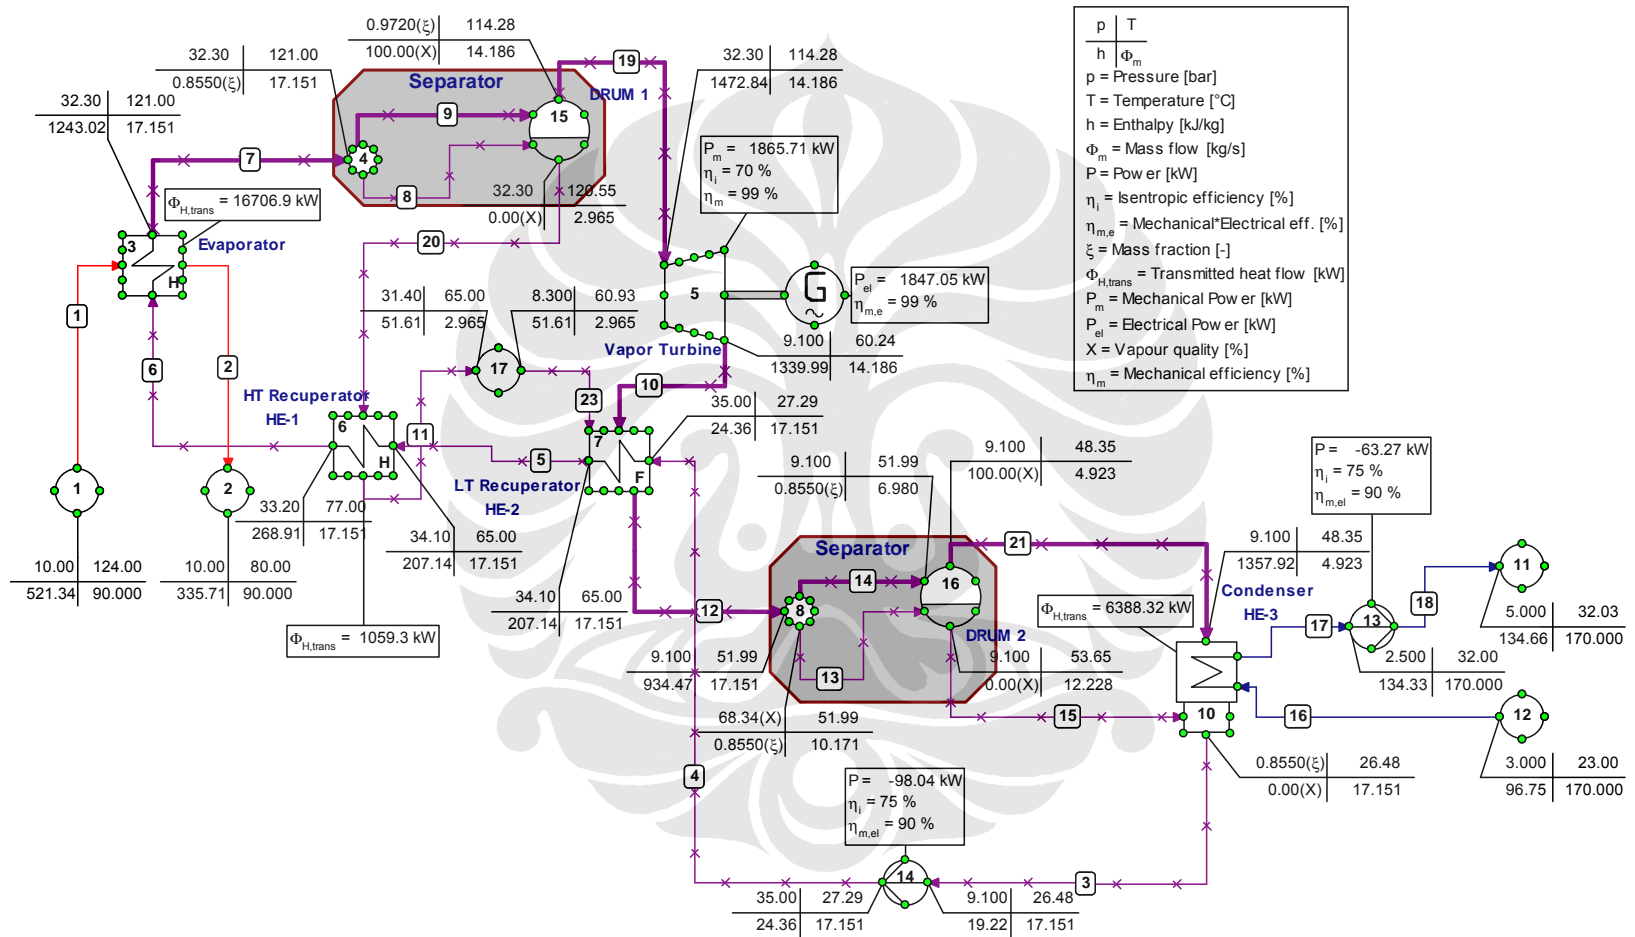 0.9720(ξ) 114.28
100.00(X) 14.186
32.30 121.00
0.8550(ξ) 17.151
32.30 121.00
1243.02 17.151
Separator
DRUM 1
19
9
15
4
8
7
32.30 120.55
0.00(X) 2.965
32.30 114.28
1472.84 14.186
p T
h Φm
p = Pressure [bar]
T = Temperature [°C]
h = Enthalpy [kJ/kg]
Φm = Mass flow [kg/s]
P = Power [kW]
ηi = Isentropic efficiency [%]
ηm,e = Mechanical*Electrical eff. [%]
ξ = Mass fraction [-]
ΦH,trans = Transmitted heat flow [kW]
Pm = Mechanical Power [kW]
Pel = Electrical Power [kW]
X = Vapour quality [%]
ηm = Mechanical efficiency [%]
Pm = 1865.71 kW
ηi = 70 %
ηm = 99 %
ΦH,trans = 16706.9 kW
3
H
Evaporator
20
1
2
6
31.40 65.00
51.61 2.965
8.300 60.93
51.61 2.965
5
G
~
Pel = 1847.05 kW
ηm,e = 99 %
Vapor Turbine
9.100 60.24
1339.99 14.186
17
10
23
HT Recuperator
HE-1
6
H
11
5
7
F
LT Recuperator
HE-2
35.00 27.29
24.36 17.151
9.100 51.99
0.8550(ξ) 6.980
9.100 48.35
100.00(X) 4.923
P = -63.27 kW
ηi = 75 %
ηm,el = 90 %
1
2
33.20 77.00
268.91 17.151
34.10 65.00
207.14 17.151
10.00 124.00
521.34 90.000
10.00 80.00
335.71 90.000
ΦH,trans = 1059.3 kW
34.10 65.00
207.14 17.151
12
Separator
14
16
8
13
DRUM 2
21
9.100 48.35
1357.92 4.923
Condenser
HE-3
ΦH,trans = 6388.32 kW
17
13
18
11
5.000 32.03
134.66 170.000
2.500 32.00
134.33 170.000
9.100 51.99
934.47 17.151
9.100 53.65
0.00(X) 12.228
68.34(X) 51.99
0.8550(ξ) 10.171
15
10
16
12
3.000 23.00
96.75 170.000
0.8550(ξ) 26.48
0.00(X) 17.151
4
P = -98.04 kW
ηi = 75 %
ηm,el = 90 %
14
3
35.00 27.29
24.36 17.151
9.100 26.48
19.22 17.151